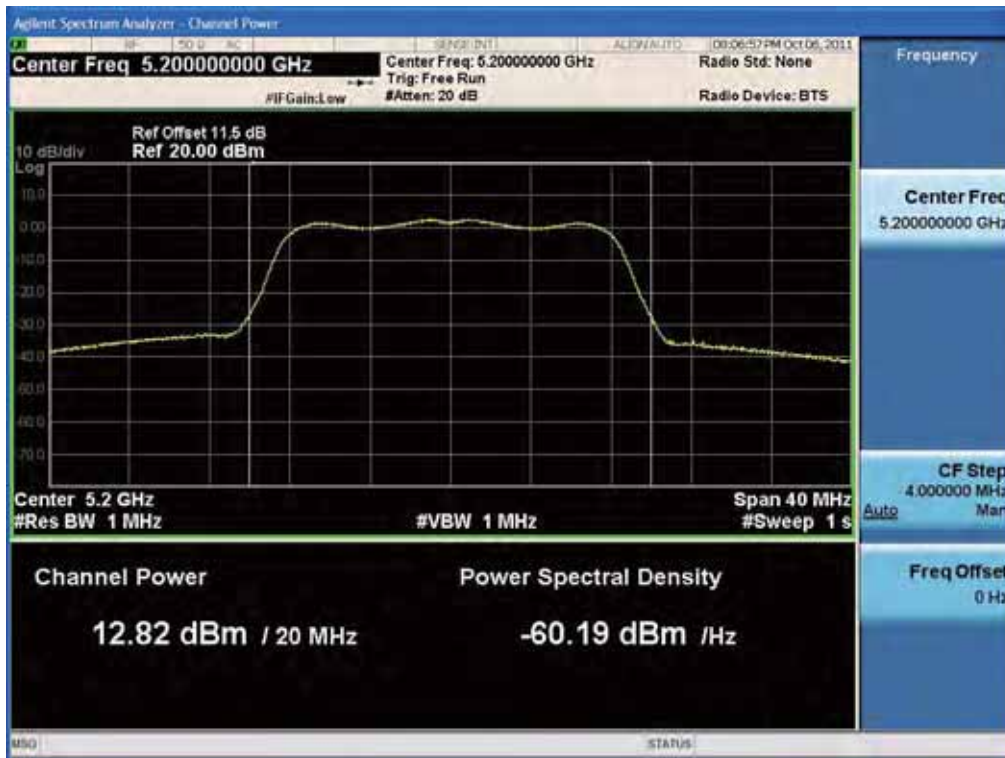 Agilent Spectrum Analyzer - Channel Power
RF 50 Ω AC SENSE:INT ALIGN AUTO 08:06:57 PM Oct 06, 2011
Center Freq 5.200000000 GHz
Center Freq: 5.200000000 GHz
Radio Std: None
Trig: Free Run
#IFGain:Low
#Atten: 20 dB
Radio Device: BTS
Frequency
Ref Offset 11.5 dB
10 dB/div
Ref 20.00 dBm
Log
10.0
0.00
-10.0
-20.0
-30.0
-40.0
-50.0
-60.0
-70.0
Center 5.2 GHz
Span 40 MHz
#Res BW 1 MHz
#VBW 1 MHz
#Sweep 1 s
Channel Power
Power Spectral Density
12.82 dBm / 20 MHz
-60.19 dBm /Hz
Center Freq
5.200000000 GHz
CF Step
4.000000 MHz
Auto Man
Freq Offset
0 Hz
MSG
STATUS